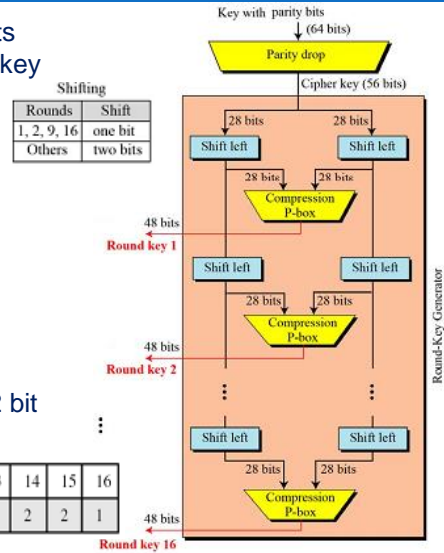 Key with parity bits
(64 bits)
Parity drop
Cipher key (56 bits)
ts
key
Shifting
Rounds Shift
1, 2, 9, 16 one bit
Others two bits
28 bits 28 bits
Shift left Shift left
28 bits 28 bits
Compression
P-box
48 bits
Round key 1
Shift left Shift left
28 bits 28 bits
Compression
P-box
48 bits
Round key 2
Round-Key Generator
bit
Shift left Shift left
28 bits 28 bits
14 15 16
2 2 1
Compression
P-box
48 bits
Round key 16